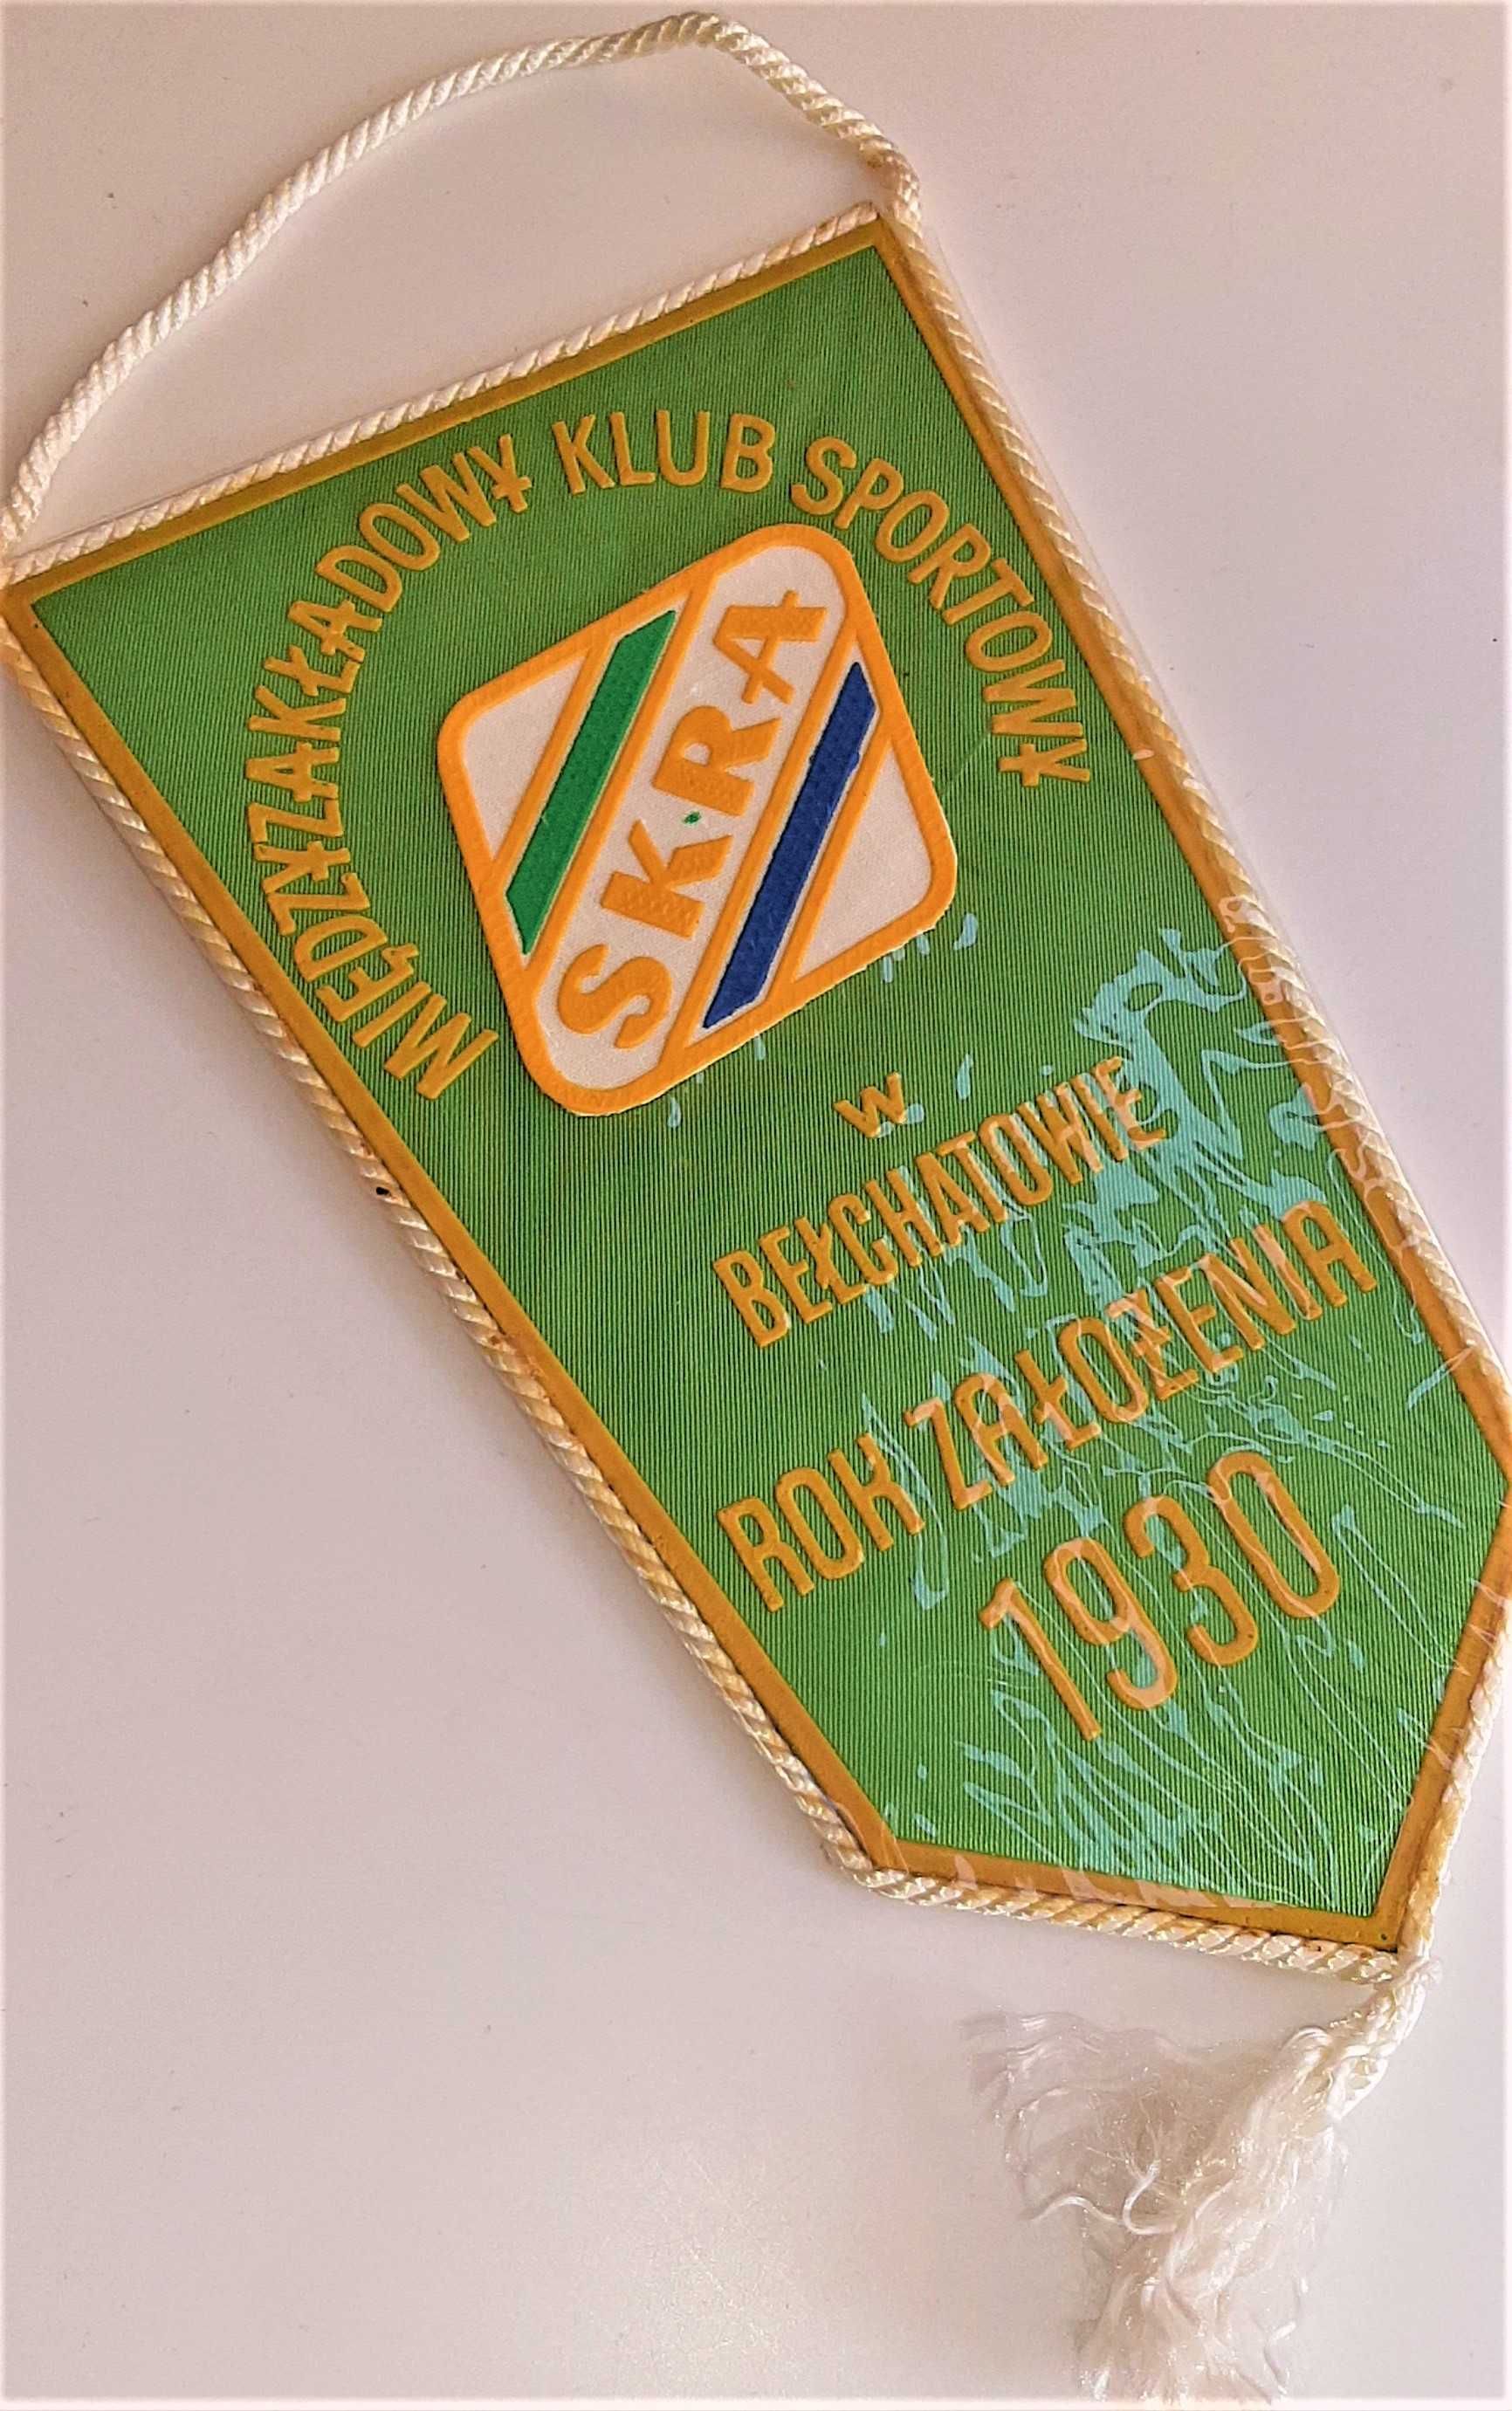 MIĘDZYZAKŁADOWY KLUB SPORTOWY
SKRA
W
BEŁCHATOWIE
ROK ZAŁOŻENIA
1930